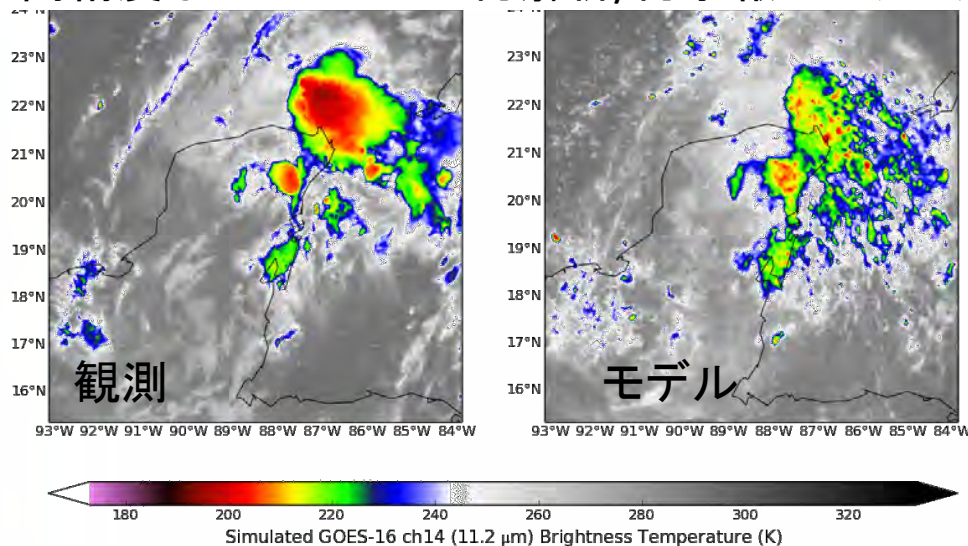 24°N 24°N
23°N 23°N
22°N 22°N
21°N 21°N
20°N 20°N
19°N 19°N
18°N 18°N
17°N 17°N
16°N 16°N
観測 モデル
93°W 92°W 91°W 90°W 89°W 88°W 87°W 86°W 85°W 84°W 93°W 92°W 91°W 90°W 89°W 88°W 87°W 86°W 85°W 84°W
180 200 220 240 260 280 300 320
Simulated GOES-16 ch14 (11.2 μm) Brightness Temperature (K)